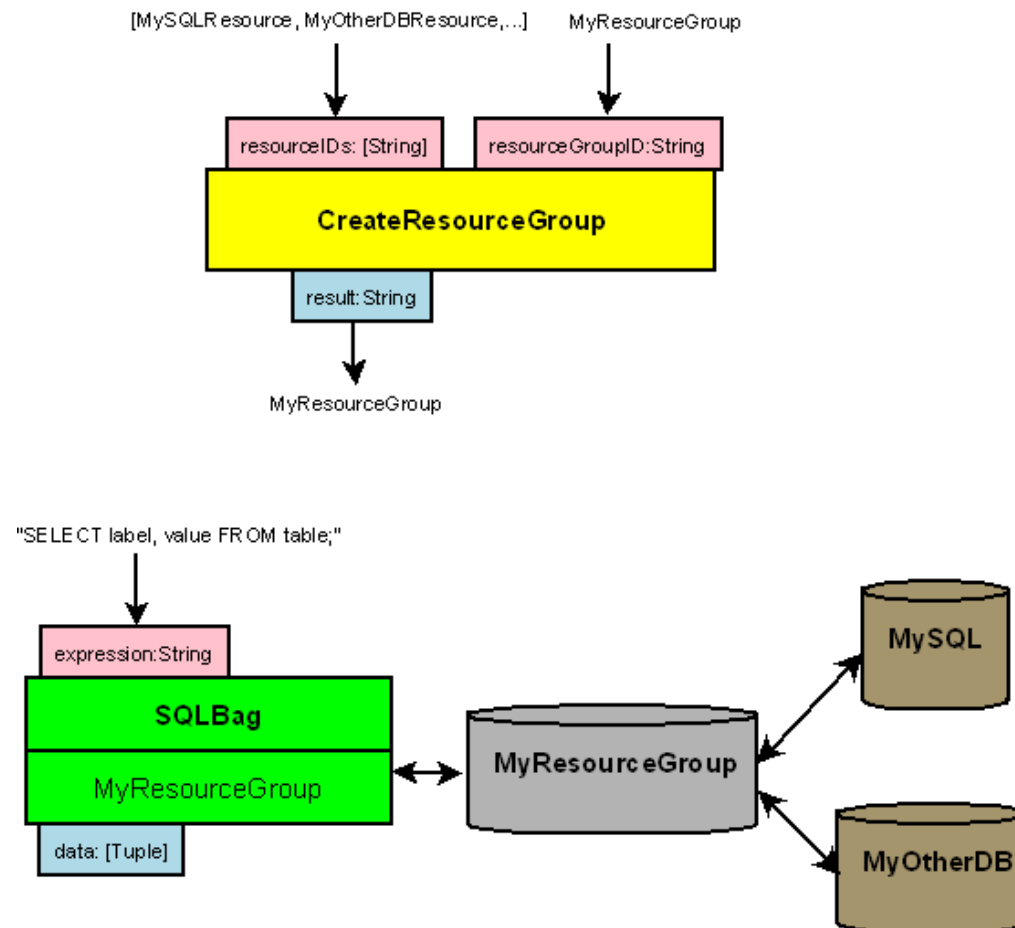 [MySQLResource, MyOtherDBResource,...]
MyResourceGroup
resourceIDs: [String]
resourceGroupID:String
CreateResourceGroup
result:String
MyResourceGroup
"SELECT label, value FROM table;"
expression:String
SQLBag
MyResourceGroup
data: [Tuple]
MyResourceGroup
MySQL
MyOtherDB